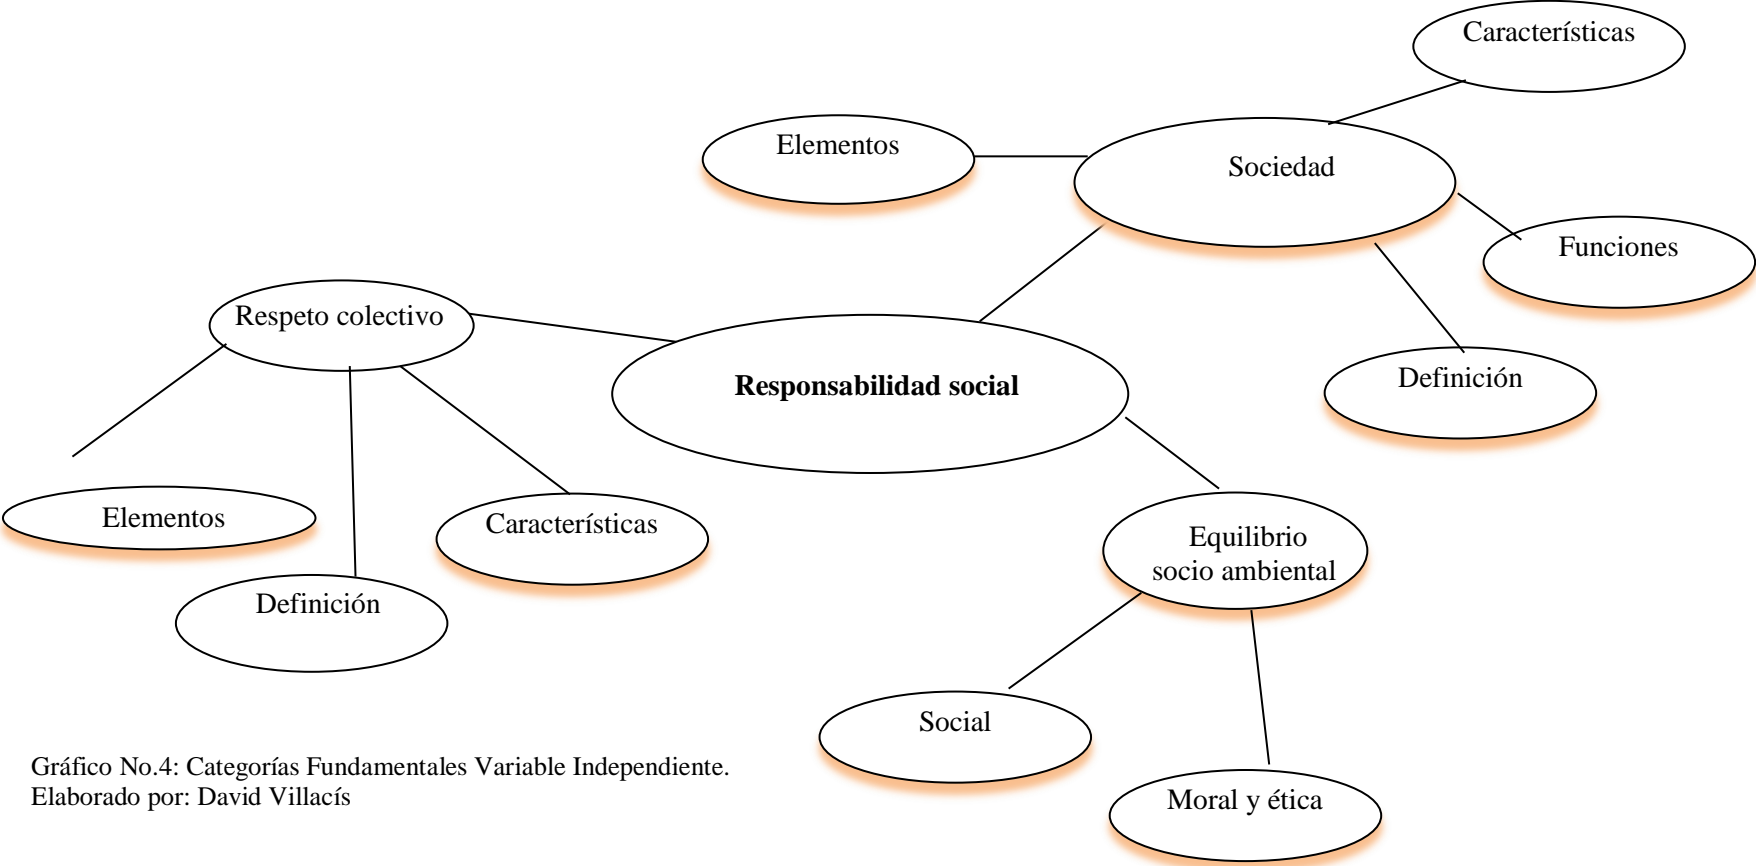 Características
Elementos
Sociedad
Funciones
Respeto colectivo
Responsabilidad social
Definición
Elementos
Características
Equilibrio
socio ambiental
Definición
Social
Moral y ética
Gráfico No.4: Categorías Fundamentales Variable Independiente.
Elaborado por: David Villacís